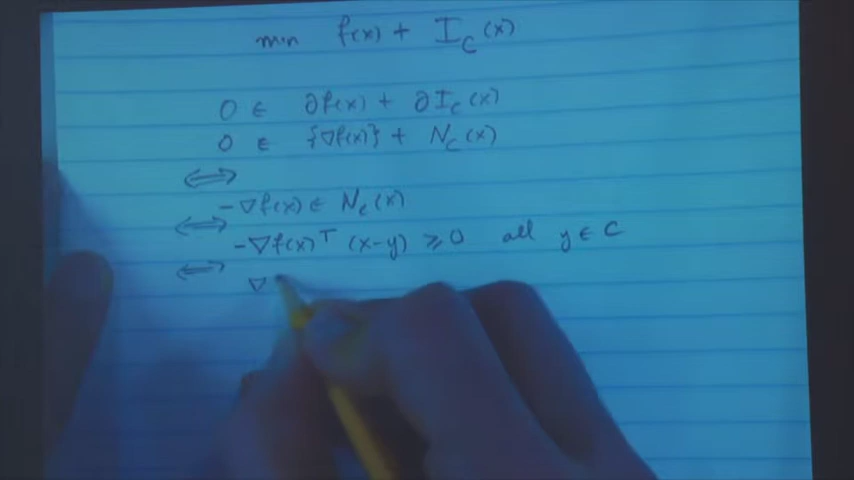 min f(x) + I_C(x)
0 ∈ ∂f(x) + ∂I_C(x)
0 ∈ {∇f(x)} + N_C(x)
⟺
-∇f(x) ∈ N_C(x)
⟺ -∇f(x)^T (x-y) ≥ 0 all y ∈ C
⟺ ∇